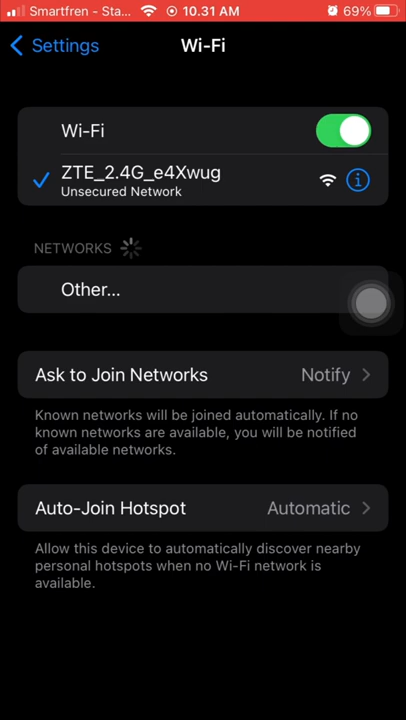 Smartfren - Sta... 10.31 AM 69%
Settings
Wi-Fi
Wi-Fi
ZTE_2.4G_e4Xwug
Unsecured Network
NETWORKS
Other...
Ask to Join Networks Notify
Known networks will be joined automatically. If no
known networks are available, you will be notified
of available networks.
Auto-Join Hotspot Automatic
Allow this device to automatically discover nearby
personal hotspots when no Wi-Fi network is
available.